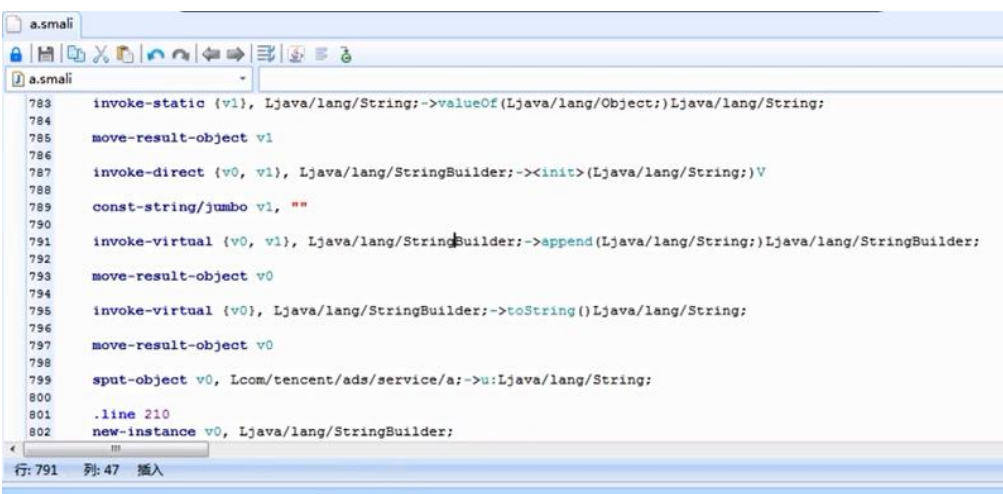 a.smali
a.smali
783 invoke-static {v1}, Ljava/lang/String;->valueOf(Ljava/lang/Object;)Ljava/lang/String;
784
785 move-result-object v1
786
787 invoke-direct {v0, v1}, Ljava/lang/StringBuilder;-><init>(Ljava/lang/String;)V
788
789 const-string/jumbo v1, ""
790
791 invoke-virtual {v0, v1}, Ljava/lang/StringBuilder;->append(Ljava/lang/String;)Ljava/lang/StringBuilder;
792
793 move-result-object v0
794
795 invoke-virtual {v0}, Ljava/lang/StringBuilder;->toString()Ljava/lang/String;
796
797 move-result-object v0
798
799 sput-object v0, Lcom/tencent/ads/service/a;->u:Ljava/lang/String;
800
801 .line 210
802 new-instance v0, Ljava/lang/StringBuilder;
行: 791 列: 47 插入